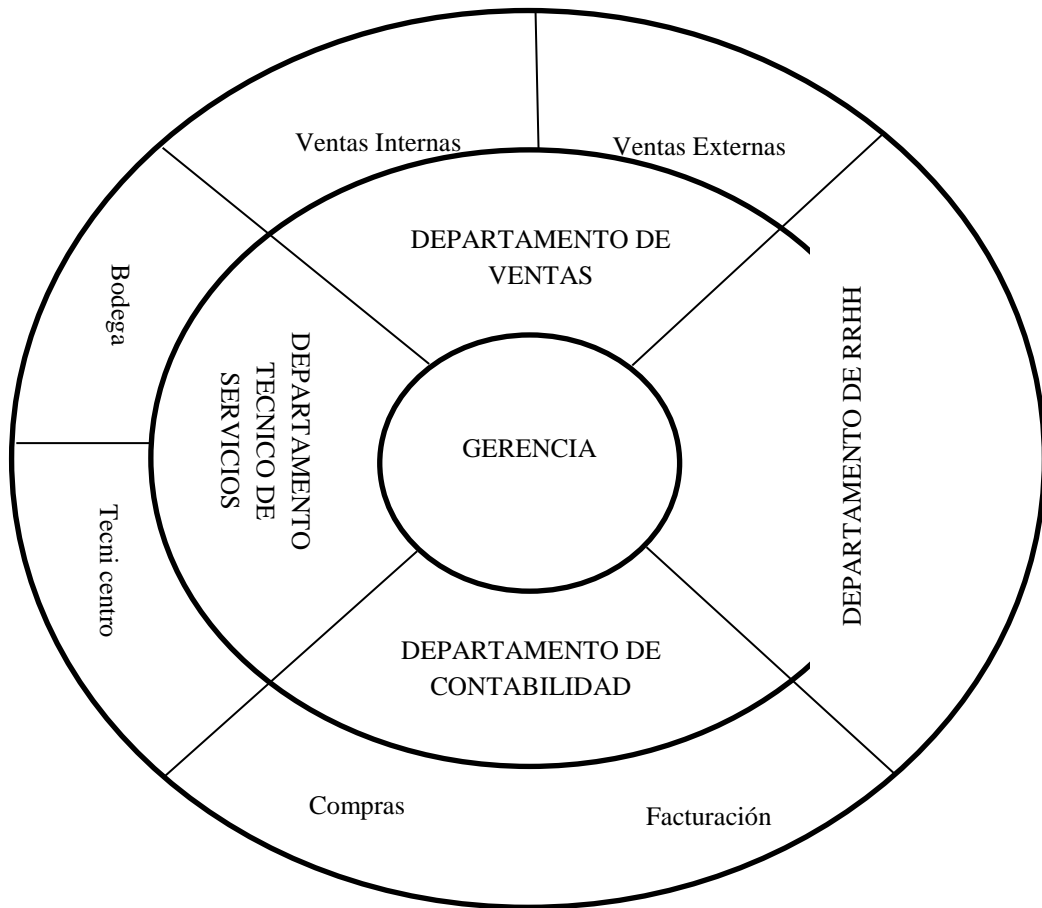 Ventas Internas
Ventas Externas
DEPARTAMENTO DE
VENTAS
Bodega
DEPARTAMENTO
TECNICO DE
SERVICIOS
GERENCIA
DEPARTAMENTO DE RRHH
Tecni centro
DEPARTAMENTO DE
CONTABILIDAD
Compras
Facturación